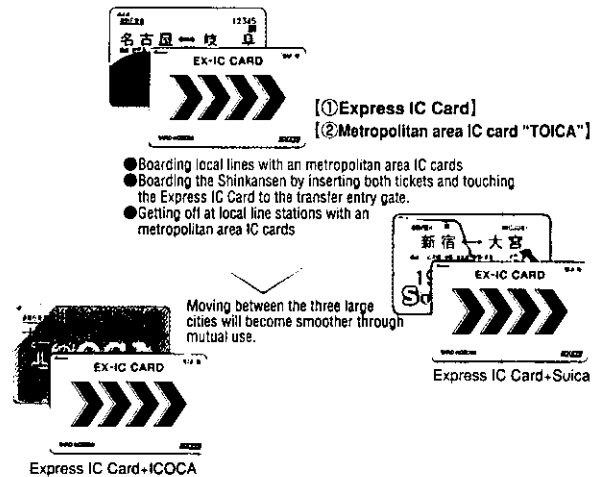 12345
名古屋↔岐阜
EX-IC CARD
【①Express IC Card】
【②Metropolitan area IC card "TOICA"】
●Boarding local lines with an metropolitan area IC cards
●Boarding the Shinkansen by inserting both tickets and touching
the Express IC Card to the transfer entry gate.
●Getting off at local line stations with an
metropolitan area IC cards
新宿↔大宮
EX-IC CARD
Express IC Card+Suica
Moving between the three large
cities will become smoother through
mutual use.
EX-IC CARD
Express IC Card+ICOCA